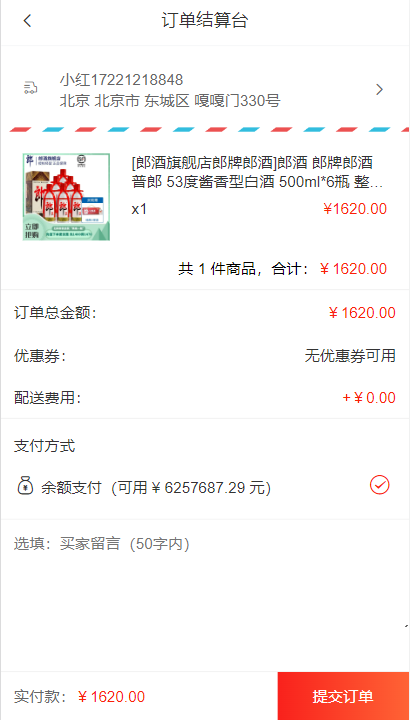 订单结算台
小红17221218848
北京 北京市 东城区 嘎嘎门330号
[郎酒旗舰店郎牌郎酒]郎酒 郎牌郎酒
普郎 53度酱香型白酒 500ml*6瓶 整…
x1
¥1620.00
郎
立即
抢购
共 1 件商品，合计：￥1620.00
订单总金额：
￥1620.00
优惠券：
无优惠券可用
配送费用：
+￥0.00
支付方式
余额支付（可用￥6257687.29 元）
选填：买家留言（50字内）
实付款：￥1620.00
提交订单